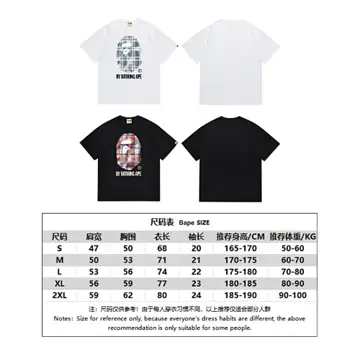 BY BATHING APE
BY BATHING APE
尺码表 Bape SIZE
尺码 肩宽 胸围 衣长 袖长 推荐身高/CM 推荐体重/KG
S 47 50 68 20 165-170 50-60
M 50 53 71 21 170-175 60-70
L 53 56 74 22 175-180 70-80
XL 56 59 77 23 180-185 80-90
2XL 59 62 80 24 185-190 90-100
小提示：尺码仅供参考：由于每人穿衣习惯不同，以上推荐仅适合部分人群
Notes: Size for reference only, because everyone's dress habits are different, the above
recommendation is only suitable for some people.